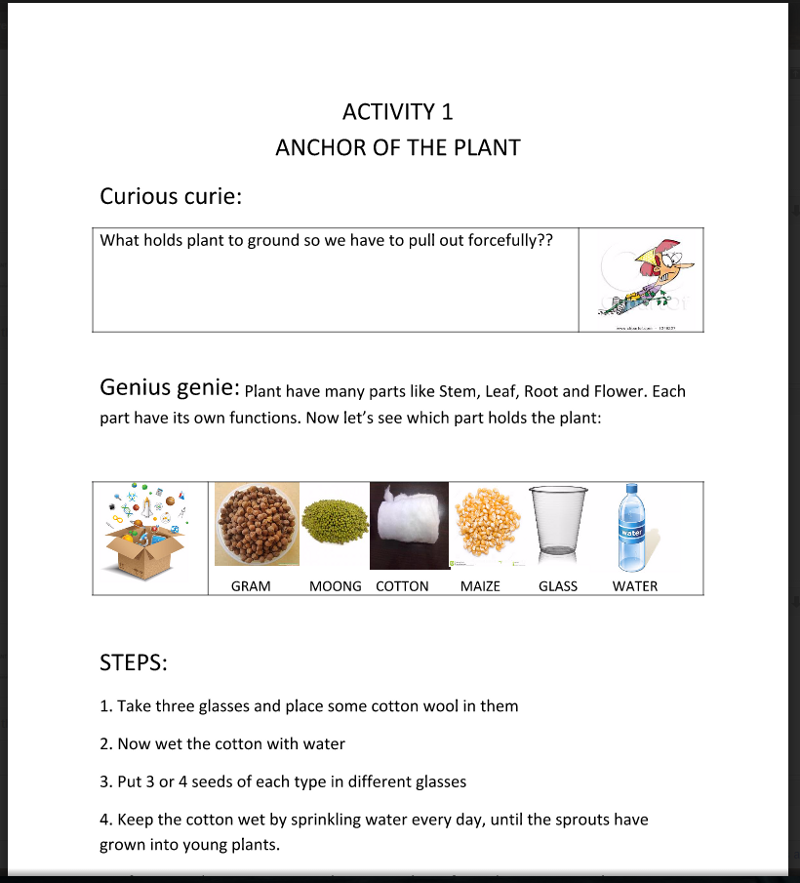 ACTIVITY 1
ANCHOR OF THE PLANT
Curious curie:
What holds plant to ground so we have to pull out forcefully??
Genius genie: Plant have many parts like Stem, Leaf, Root and Flower. Each
part have its own functions. Now let’s see which part holds the plant:
water
GRAM MOONG COTTON MAIZE GLASS WATER
STEPS:
1. Take three glasses and place some cotton wool in them
2. Now wet the cotton with water
3. Put 3 or 4 seeds of each type in different glasses
4. Keep the cotton wet by sprinkling water every day, until the sprouts have
grown into young plants.